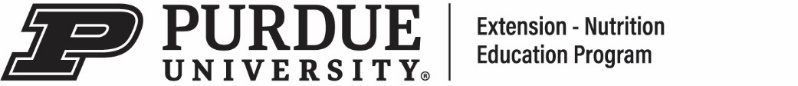 P PURDUE
UNIVERSITY®
Extension - Nutrition
Education Program